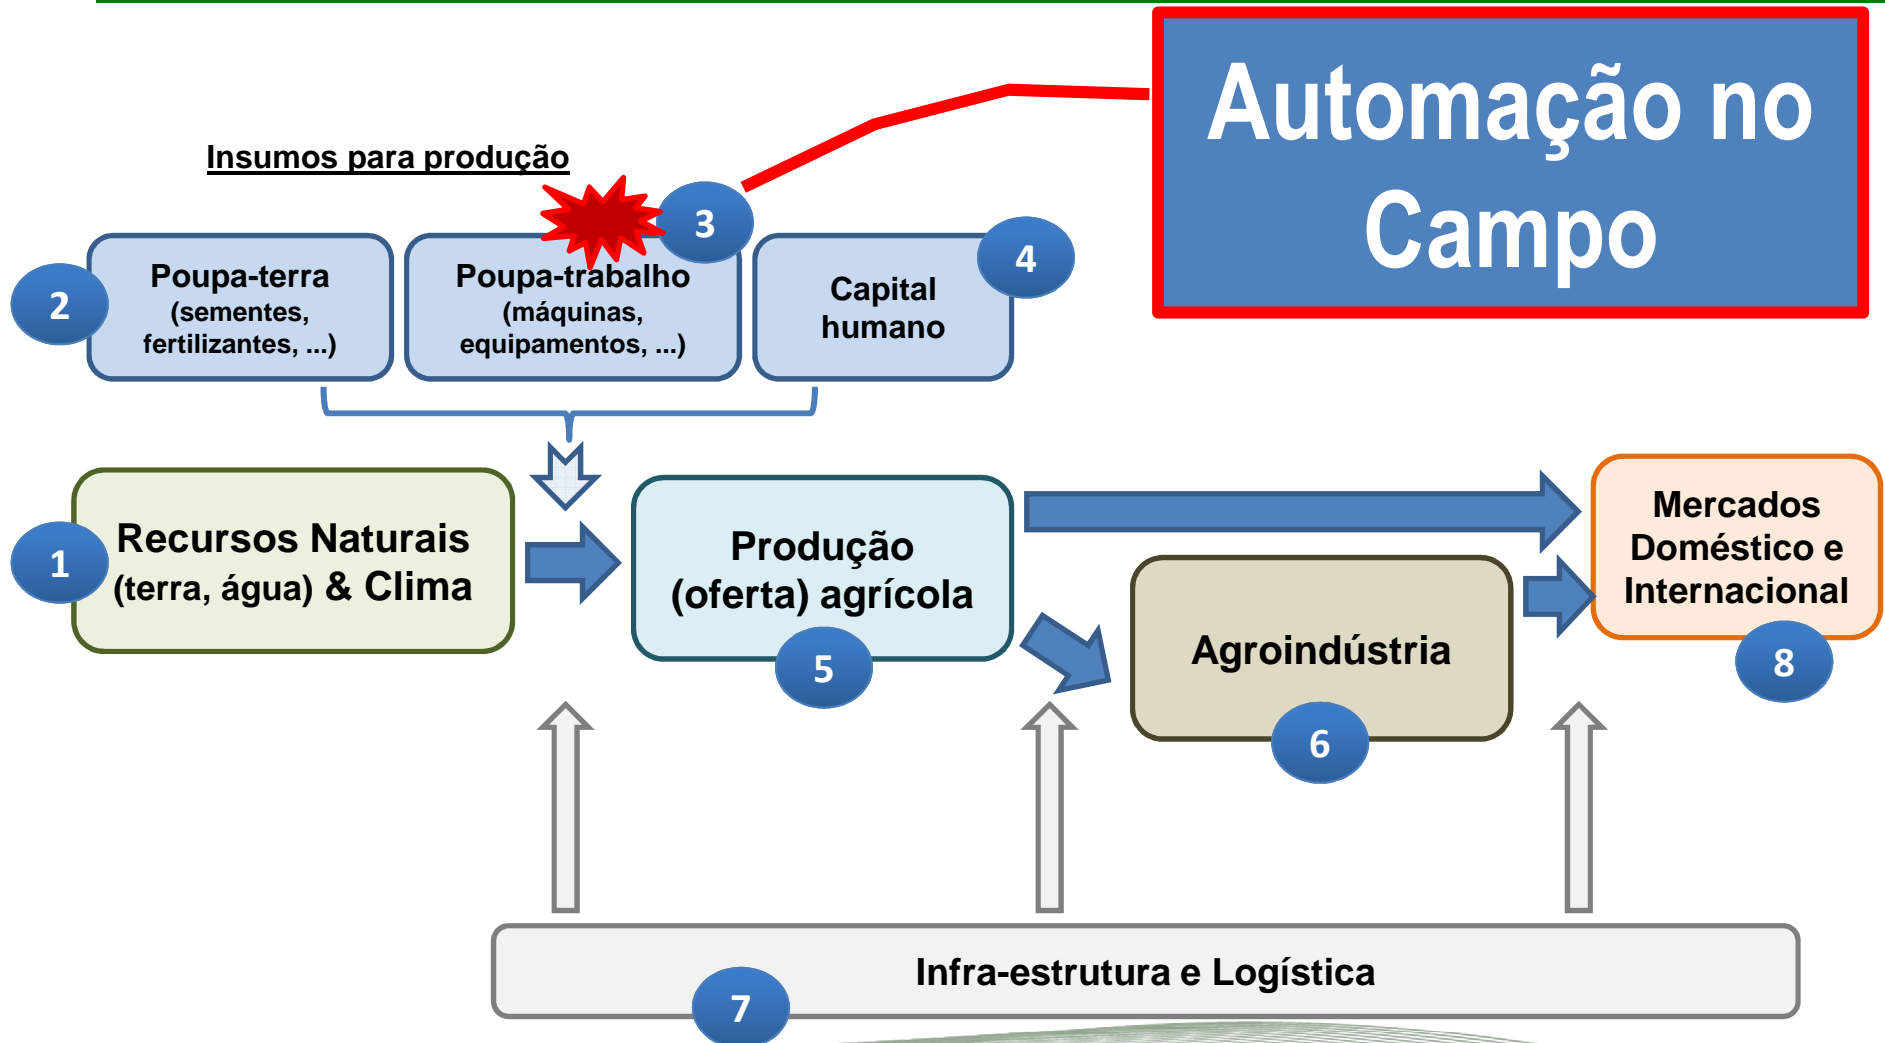 Automação no
Campo
Insumos para produção
3
4
2
Poupa-terra
(sementes,
fertilizantes, ...)
Poupa-trabalho
(máquinas,
equipamentos, ...)
Capital
humano
1
Recursos Naturais
(terra, água) & Clima
Produção
(oferta) agrícola
5
Agroindústria
6
Mercados
Doméstico e
Internacional
8
Infra-estrutura e Logística
7